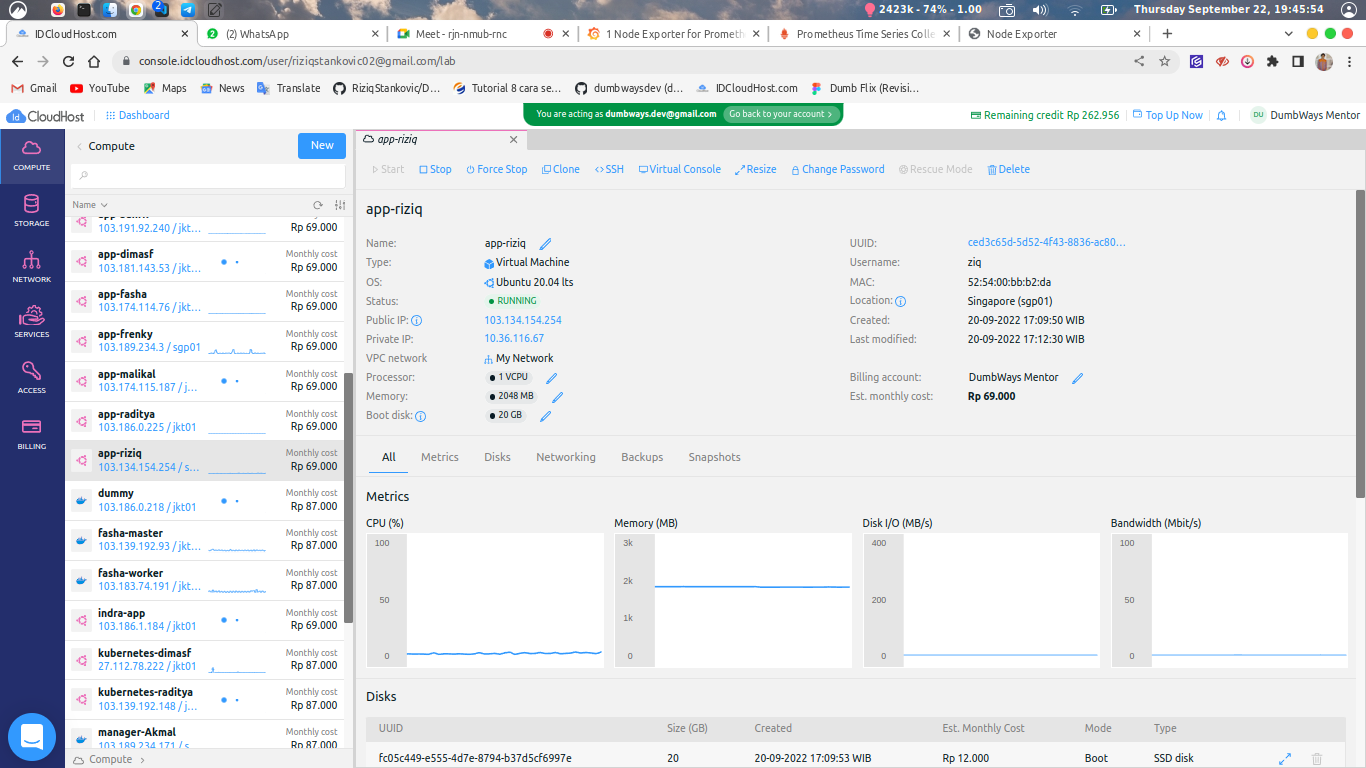 2423k - 74% - 1.00
Thursday September 22, 19:45:54
IDCloudHost.com
(2) WhatsApp
Meet - rjn-nmub-rnc
1 Node Exporter for Prometh
Prometheus Time Series Colle
Node Exporter
console.idcloudhost.com/user/riziqstankovic02@gmail.com/lab
Gmail
YouTube
Maps
News
Translate
RiziqStankovic/D...
Tutorial 8 cara se...
dumbwaysdev (d...
IDCloudHost.com
Dumb Flix (Revisi...
Id CloudHost
Dashboard
You are acting as dumbways.dev@gmail.com
Go back to your account >
Remaining credit Rp 262.956
Top Up Now
DU
DumbWays Mentor
COMPUTE
STORAGE
NETWORK
SERVICES
ACCESS
BILLING
Compute
New
Name
103.191.92.240 / jkt...
Rp 69.000
app-dimasf
103.181.143.53 / jkt...
Monthly cost
Rp 69.000
app-fasha
103.174.114.76 / jkt...
Monthly cost
Rp 69.000
app-frenky
103.189.234.3 / sgp01
Monthly cost
Rp 69.000
app-malikal
103.174.115.187 / j...
Monthly cost
Rp 69.000
app-raditya
103.186.0.225 / jkt01
Monthly cost
Rp 69.000
app-riziq
103.134.154.254 / s...
Monthly cost
Rp 69.000
dummy
103.186.0.218 / jkt01
Monthly cost
Rp 87.000
fasha-master
103.139.192.93 / jkt...
Monthly cost
Rp 87.000
fasha-worker
103.183.74.191 / jkt...
Monthly cost
Rp 87.000
indra-app
103.186.1.184 / jkt01
Monthly cost
Rp 69.000
kubernetes-dimasf
27.112.78.222 / jkt01
Monthly cost
Rp 87.000
kubernetes-raditya
103.139.192.148 / j...
Monthly cost
Rp 87.000
manager-Akmal
103.189.234.171 / s...
Monthly cost
Rp 87.000
Compute >
app-riziq
Start
Stop
Force Stop
Clone
SSH
Virtual Console
Resize
Change Password
Rescue Mode
Delete
app-riziq
Name: app-riziq
Type: Virtual Machine
OS: Ubuntu 20.04 lts
Status: RUNNING
Public IP: 103.134.154.254
Private IP: 10.36.116.67
VPC network My Network
Processor: 1 VCPU
Memory: 2048 MB
Boot disk: 20 GB
UUID: ced3c65d-5d52-4f43-8836-ac80...
Username: ziq
MAC: 52:54:00:bb:b2:da
Location: Singapore (sgp01)
Created: 20-09-2022 17:09:50 WIB
Last modified: 20-09-2022 17:12:30 WIB
Billing account: DumbWays Mentor
Est. monthly cost: Rp 69.000
All
Metrics
Disks
Networking
Backups
Snapshots
Metrics
CPU (%)
100
50
0
Memory (MB)
3k
2k
1k
0
Disk I/O (MB/s)
400
200
0
Bandwidth (Mbit/s)
100
50
0
Disks
UUID Size (GB) Created Est. Monthly Cost Mode Type
fc05c449-e555-4d7e-8794-b37d5cf6997e 20 20-09-2022 17:09:53 WIB Rp 12.000 Boot SSD disk